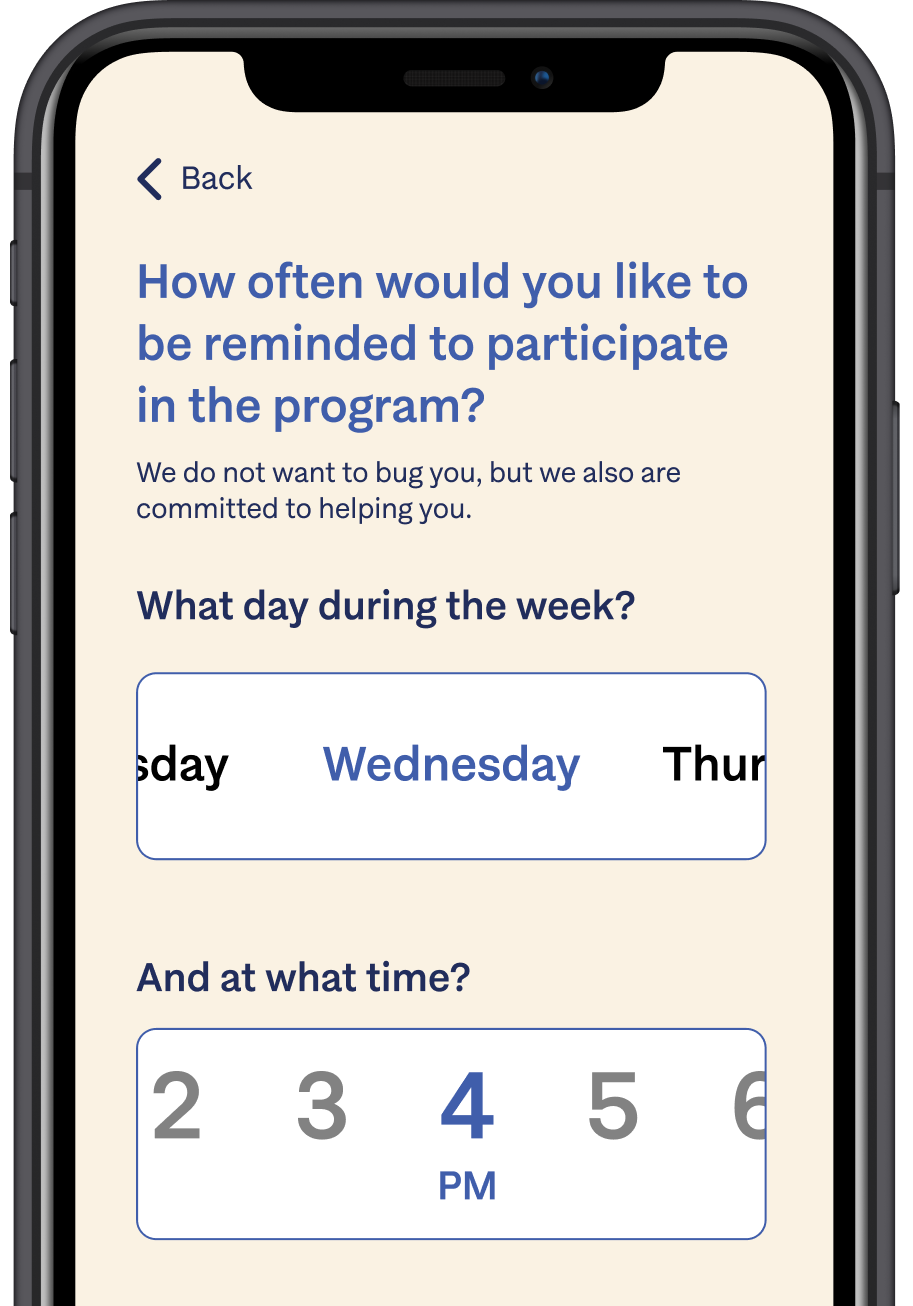 Back
How often would you like to
be reminded to participate
in the program?
We do not want to bug you, but we also are
committed to helping you.
What day during the week?
sday Wednesday Thur
And at what time?
2 3 4 5 6
PM